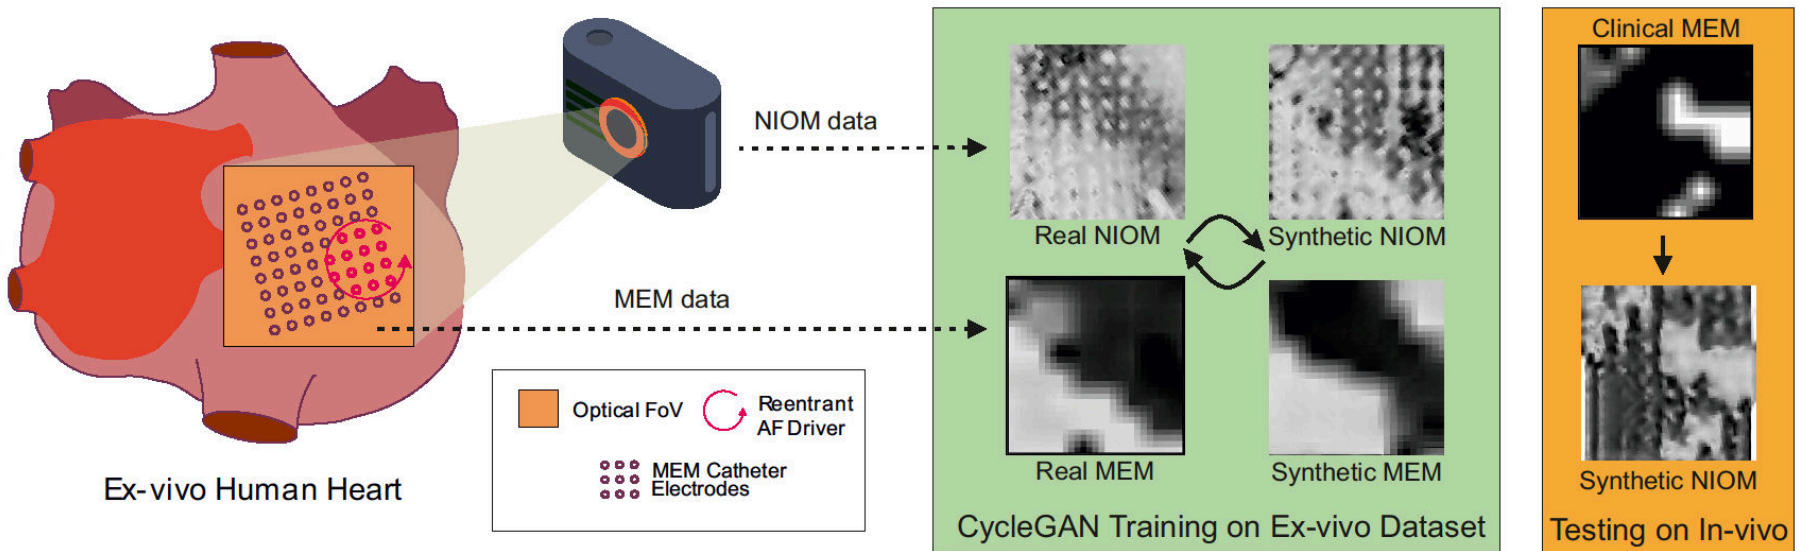 NIOM data
MEM data
Ex-vivo Human Heart
Optical FoV
Reentrant
AF Driver
MEM Catheter
Electrodes
Real NIOM
Synthetic NIOM
Real MEM
Synthetic MEM
CycleGAN Training on Ex-vivo Dataset
Clinical MEM
Synthetic NIOM
Testing on In-vivo